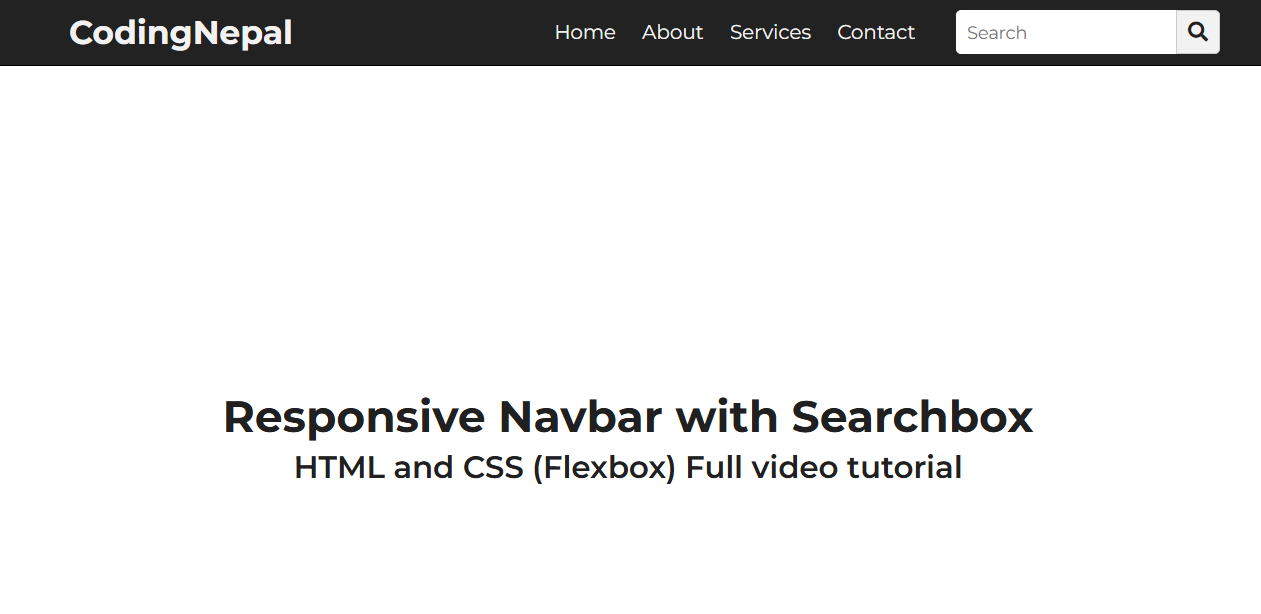 CodingNepal Home About Services Contact Search
Responsive Navbar with Searchbox
HTML and CSS (Flexbox) Full video tutorial